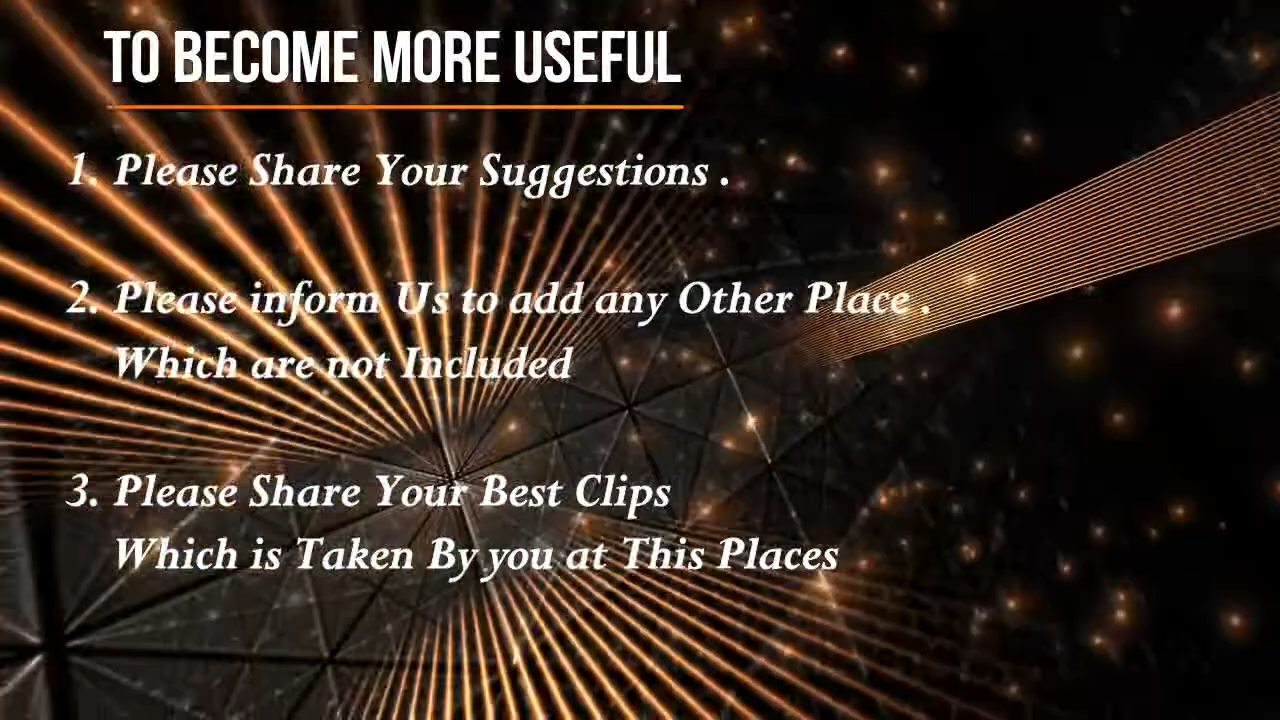 TO BECOME MORE USEFUL
1. Please Share Your Suggestions .
2. Please inform Us to add any Other Place .
Which are not Included
3. Please Share Your Best Clips
Which is Taken By you at This Places